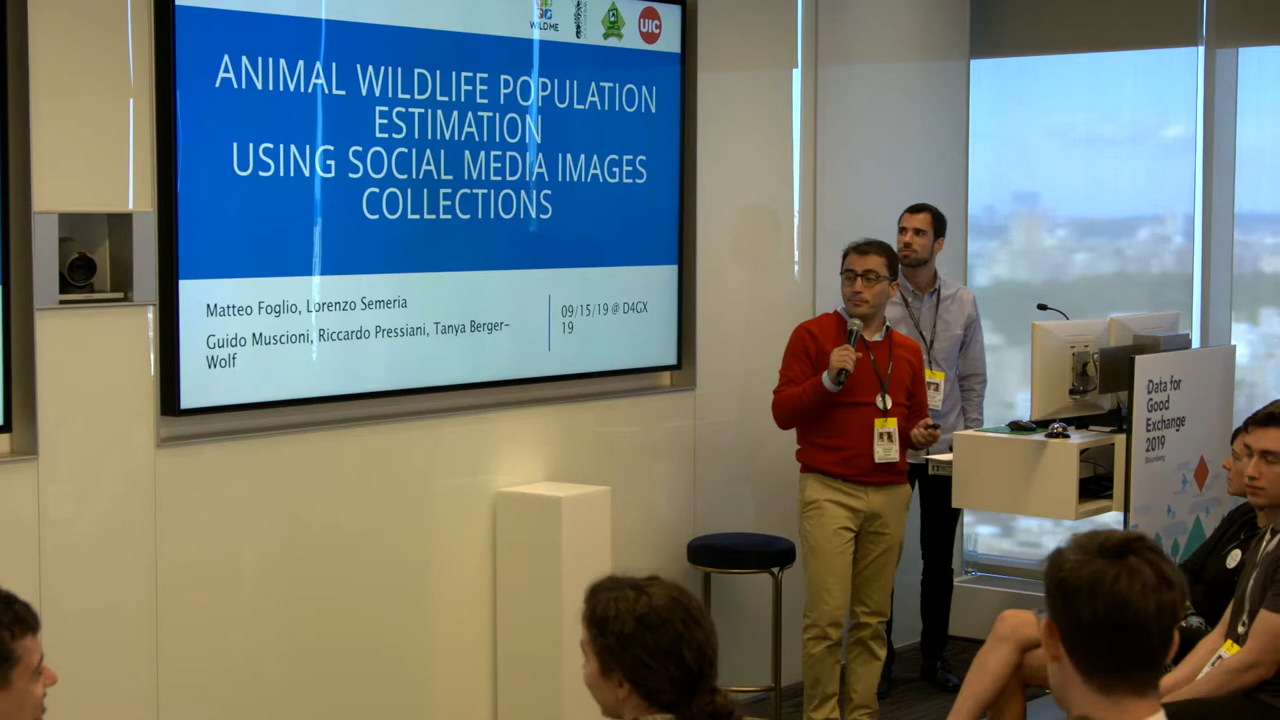 WILDME
UIC
ANIMAL WILDLIFE POPULATION
ESTIMATION
USING SOCIAL MEDIA IMAGES
COLLECTIONS
Matteo Foglio, Lorenzo Semeria
Guido Muscioni, Riccardo Pressiani, Tanya Berger-
Wolf
09/15/19 @ D4GX
19
Data for
Good
Exchange
2019
Bloomberg